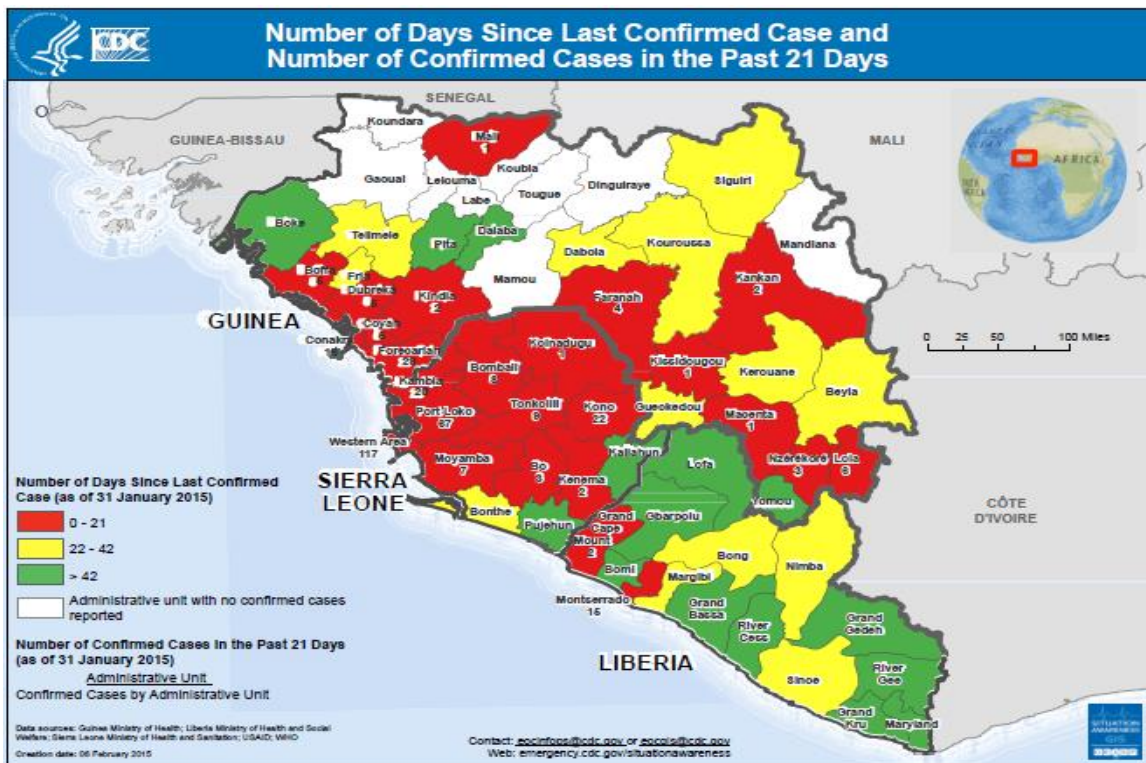 CDC
Number of Days Since Last Confirmed Case and
Number of Confirmed Cases in the Past 21 Days
SENEGAL
GUINEA-BISSAU
MALI
AFRICA
Koundara
Mali
1
Koubia
Gaoual
Lelouma
Labe
Tougue
Dinguiraye
Siguiri
Boke
Telimele
Pita
Dalaba
Dabola
Kouroussa
Mandiana
Mamou
Boffa
Fria
Dubreka
Kindia
2
Faranah
4
Kankan
2
GUINEA
Coyah
Conakry
Forecariah
Koinadugu
1
Kissidougou
1
Kerouane
Beyla
0 25 50 100 Miles
Bombali
Kambia
20
Port Loko
67
Tonkolili
9
Kono
22
Gueckedou
Macenta
1
Western Area
117
Moyamba
7
Bo
Kenema
2
Kailahun
Lofa
Nzerekore
3
Lola
Yomou
SIERRA
LEONE
Bonthe
Pujehun
Grand
Cape
Mount
2
Gbarpolu
Bong
Nimba
CÔTE
D'IVOIRE
Bomi
Margibi
Montserrado
15
Grand
Bassa
River
Cess
Grand
Gedeh
LIBERIA
Sinoe
River
Gee
Grand
Kru
Maryland
Number of Days Since Last Confirmed
Case (as of 31 January 2015)
0 - 21
22 - 42
> 42
Administrative unit with no confirmed cases
reported
Number of Confirmed Cases in the Past 21 Days
(as of 31 January 2015)
Administrative Unit
Confirmed Cases by Administrative Unit
Data sources: Guinea Ministry of Health; Liberia Ministry of Health and Social
Welfare; Sierra Leone Ministry of Health and Sanitation; USAID; WHO
Creation date: 06 February 2015
Contact: eocinfops@cdc.gov or eocgis@cdc.gov
Web: emergency.cdc.gov/situationawareness
SITUATION
AWARENESS
GIS